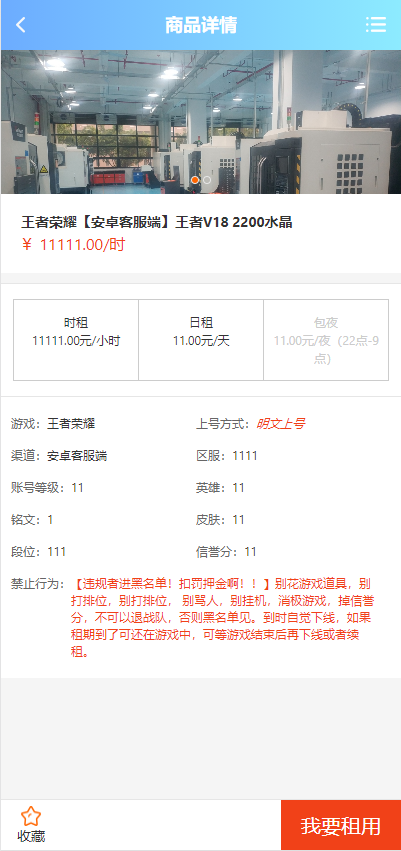 商品详情
王者荣耀【安卓客服端】王者V18 2200水晶
￥ 11111.00/时
时租
11111.00元/小时
日租
11.00元/天
包夜
11.00元/夜（22点-9
点）
游戏：王者荣耀
上号方式：明文上号
渠道：安卓客服端
区服：1111
账号等级：11
英雄：11
铭文：1
皮肤：11
段位：111
信誉分：11
禁止行为：【违规者进黑名单！扣罚押金啊！！】别花游戏道具，别
打排位，别打排位， 别骂人，别挂机，消极游戏，掉信誉
分，不可以退战队，否则黑名单见。到时自觉下线，如果
租期到了可还在游戏中，可等游戏结束后再下线或者续
租。
收藏
我要租用